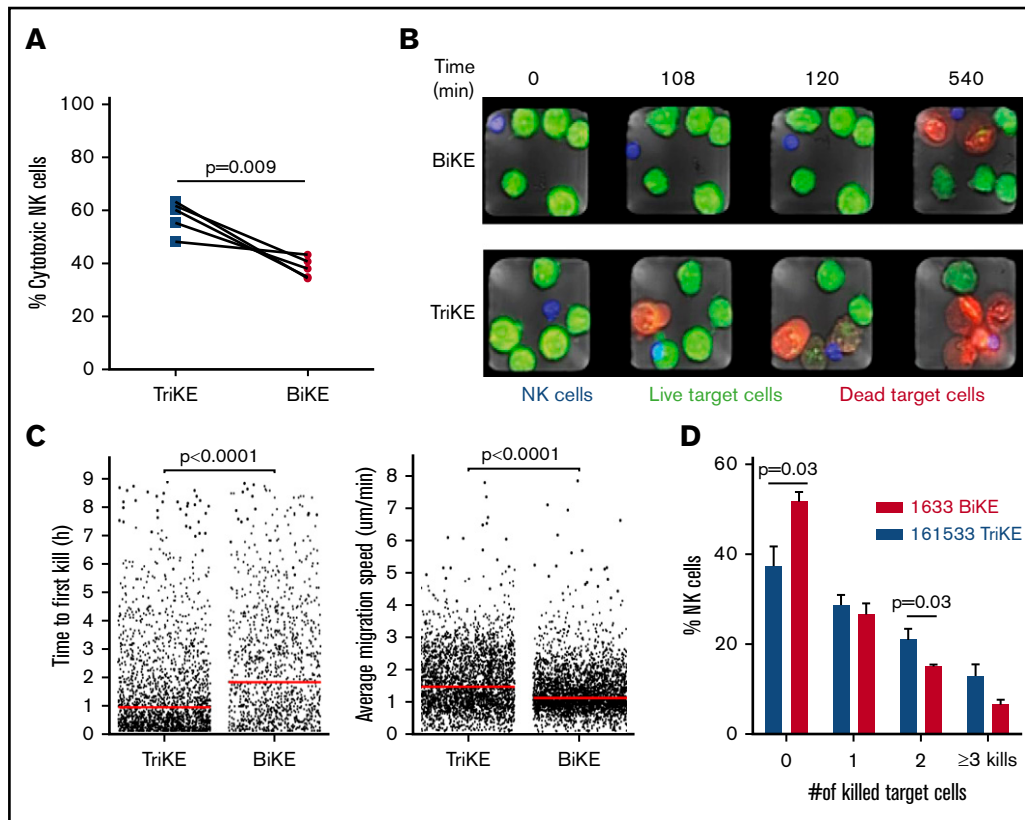 A
% Cytotoxic NK cells
100
80
60
40
20
0
p=0.009
TriKE
BiKE
B
Time
(min)
0
108
120
540
BiKE
TriKE
NK cells
Live target cells
Dead target cells
C
Time to first kill (h)
9
8
7
6
5
4
3
2
1
0
p<0.0001
TriKE
BiKE
Average migration speed (um/min)
8
7
6
5
4
3
2
1
0
p<0.0001
TriKE
BiKE
D
% NK cells
60
40
20
0
p=0.03
p=0.03
1633 BiKE
161533 TriKE
0
1
2
≥3 kills
#of killed target cells